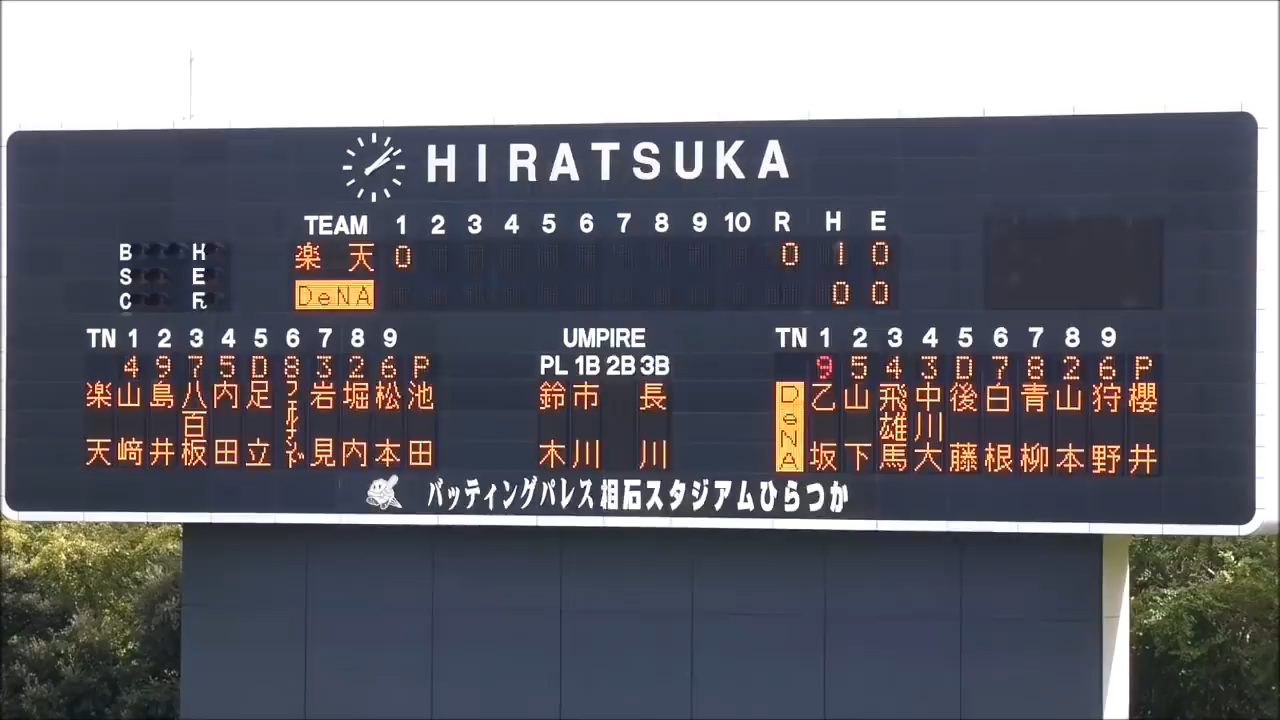 HIRATSUKA
TEAM 1 2 3 4 5 6 7 8 9 10 R H E
B H 楽天 0 0 1 0
S E
C F DeNA 0 0
TN 1 2 3 4 5 6 7 8 9 UMPIRE TN 1 2 3 4 5 6 7 8 9
4 9 7 5 D 8 3 2 6 P PL 1B 2B 3B 9 5 4 3 D 7 8 2 6 P
楽天 山﨑 島井 八百板 内田 足立 フェルナンド 岩見 堀内 松本 池田 鈴木 市川 長川 DeNA 乙坂 山下 飛雄馬 中川大 後藤 白根 青柳 山本 狩野 櫻井
バッティングパレス相石スタジアムひらつか